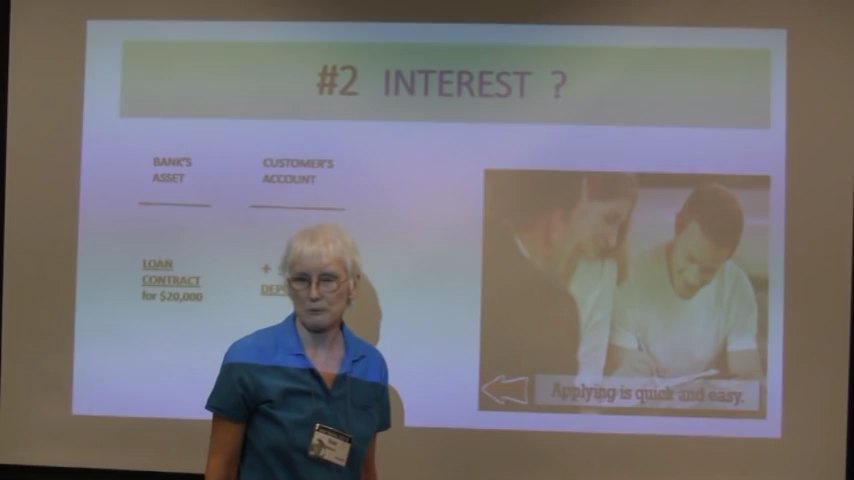 #2 INTEREST ?
BANK'S
ASSET
CUSTOMER'S
ACCOUNT
LOAN
CONTRACT
for $20,000
+
Applying is quick and easy.